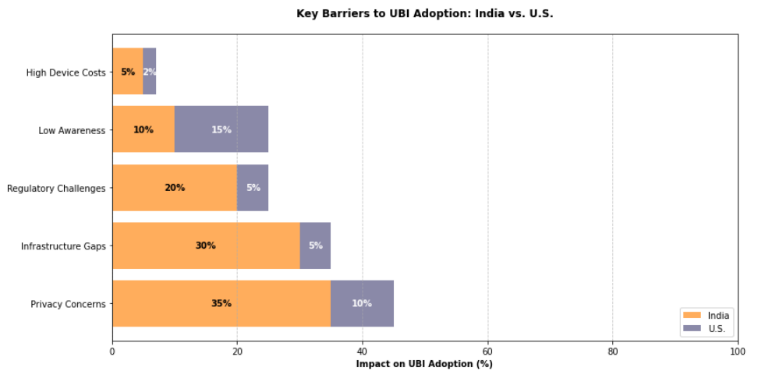 Key Barriers to UBI Adoption: India vs. U.S.
High Device Costs
5%
2%
Low Awareness
10%
15%
Regulatory Challenges
20%
5%
Infrastructure Gaps
30%
5%
Privacy Concerns
35%
10%
India
U.S.
0
20
40
60
80
100
Impact on UBI Adoption (%)